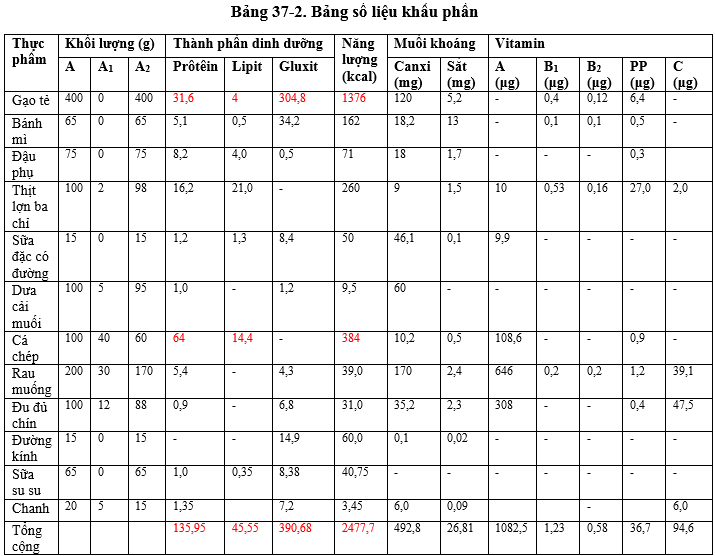 Bảng 37-2. Bảng số liệu khẩu phần
Thực phẩm | Khối lượng (g) | Thành phần dinh dưỡng | Năng lượng (kcal) | Muối khoáng | Vitamin
A | A1 | A2 | Prôtêin | Lipit | Gluxit | Canxi (mg) | Sắt (mg) | A (µg) | B1 (µg) | B2 (µg) | PP (µg) | C (µg)
Gạo tẻ | 400 | 0 | 400 | 31,6 | 4 | 304,8 | 1376 | 120 | 5,2 | - | 0,4 | 0,12 | 6,4 | -
Bánh mì | 65 | 0 | 65 | 5,1 | 0,5 | 34,2 | 162 | 18,2 | 13 | - | 0,1 | 0,1 | 0,5 | -
Đậu phụ | 75 | 0 | 75 | 8,2 | 4,0 | 0,5 | 71 | 18 | 1,7 | - | - | - | 0,3 |
Thịt lợn ba chỉ | 100 | 2 | 98 | 16,2 | 21,0 | - | 260 | 9 | 1,5 | 10 | 0,53 | 0,16 | 27,0 | 2,0
Sữa đặc có đường | 15 | 0 | 15 | 1,2 | 1,3 | 8,4 | 50 | 46,1 | 0,1 | 9,9 | - | - | - | -
Dưa cải muối | 100 | 5 | 95 | 1,0 | - | 1,2 | 9,5 | 60 | - | - | - | - | - | -
Cá chép | 100 | 40 | 60 | 64 | 14,4 | - | 384 | 10,2 | 0,5 | 108,6 | - | - | 0,9 | -
Rau muống | 200 | 30 | 170 | 5,4 | - | 4,3 | 39,0 | 170 | 2,4 | 646 | 0,2 | 0,2 | 1,2 | 39,1
Đu đủ chín | 100 | 12 | 88 | 0,9 | - | 6,8 | 31,0 | 35,2 | 2,3 | 308 | - | - | 0,4 | 47,5
Đường kính | 15 | 0 | 15 | - | - | 14,9 | 60,0 | 0,1 | 0,02 | - | - | - | - | -
Sữa su su | 65 | 0 | 65 | 1,0 | 0,35 | 8,38 | 40,75 | - | - | - | - | - | - | -
Chanh | 20 | 5 | 15 | 1,35 | | 7,2 | 3,45 | 6,0 | 0,09 | | | - | | 6,0
Tổng cộng | | | | 135,95 | 45,55 | 390,68 | 2477,7 | 492,8 | 26,81 | 1082,5 | 1,23 | 0,58 | 36,7 | 94,6